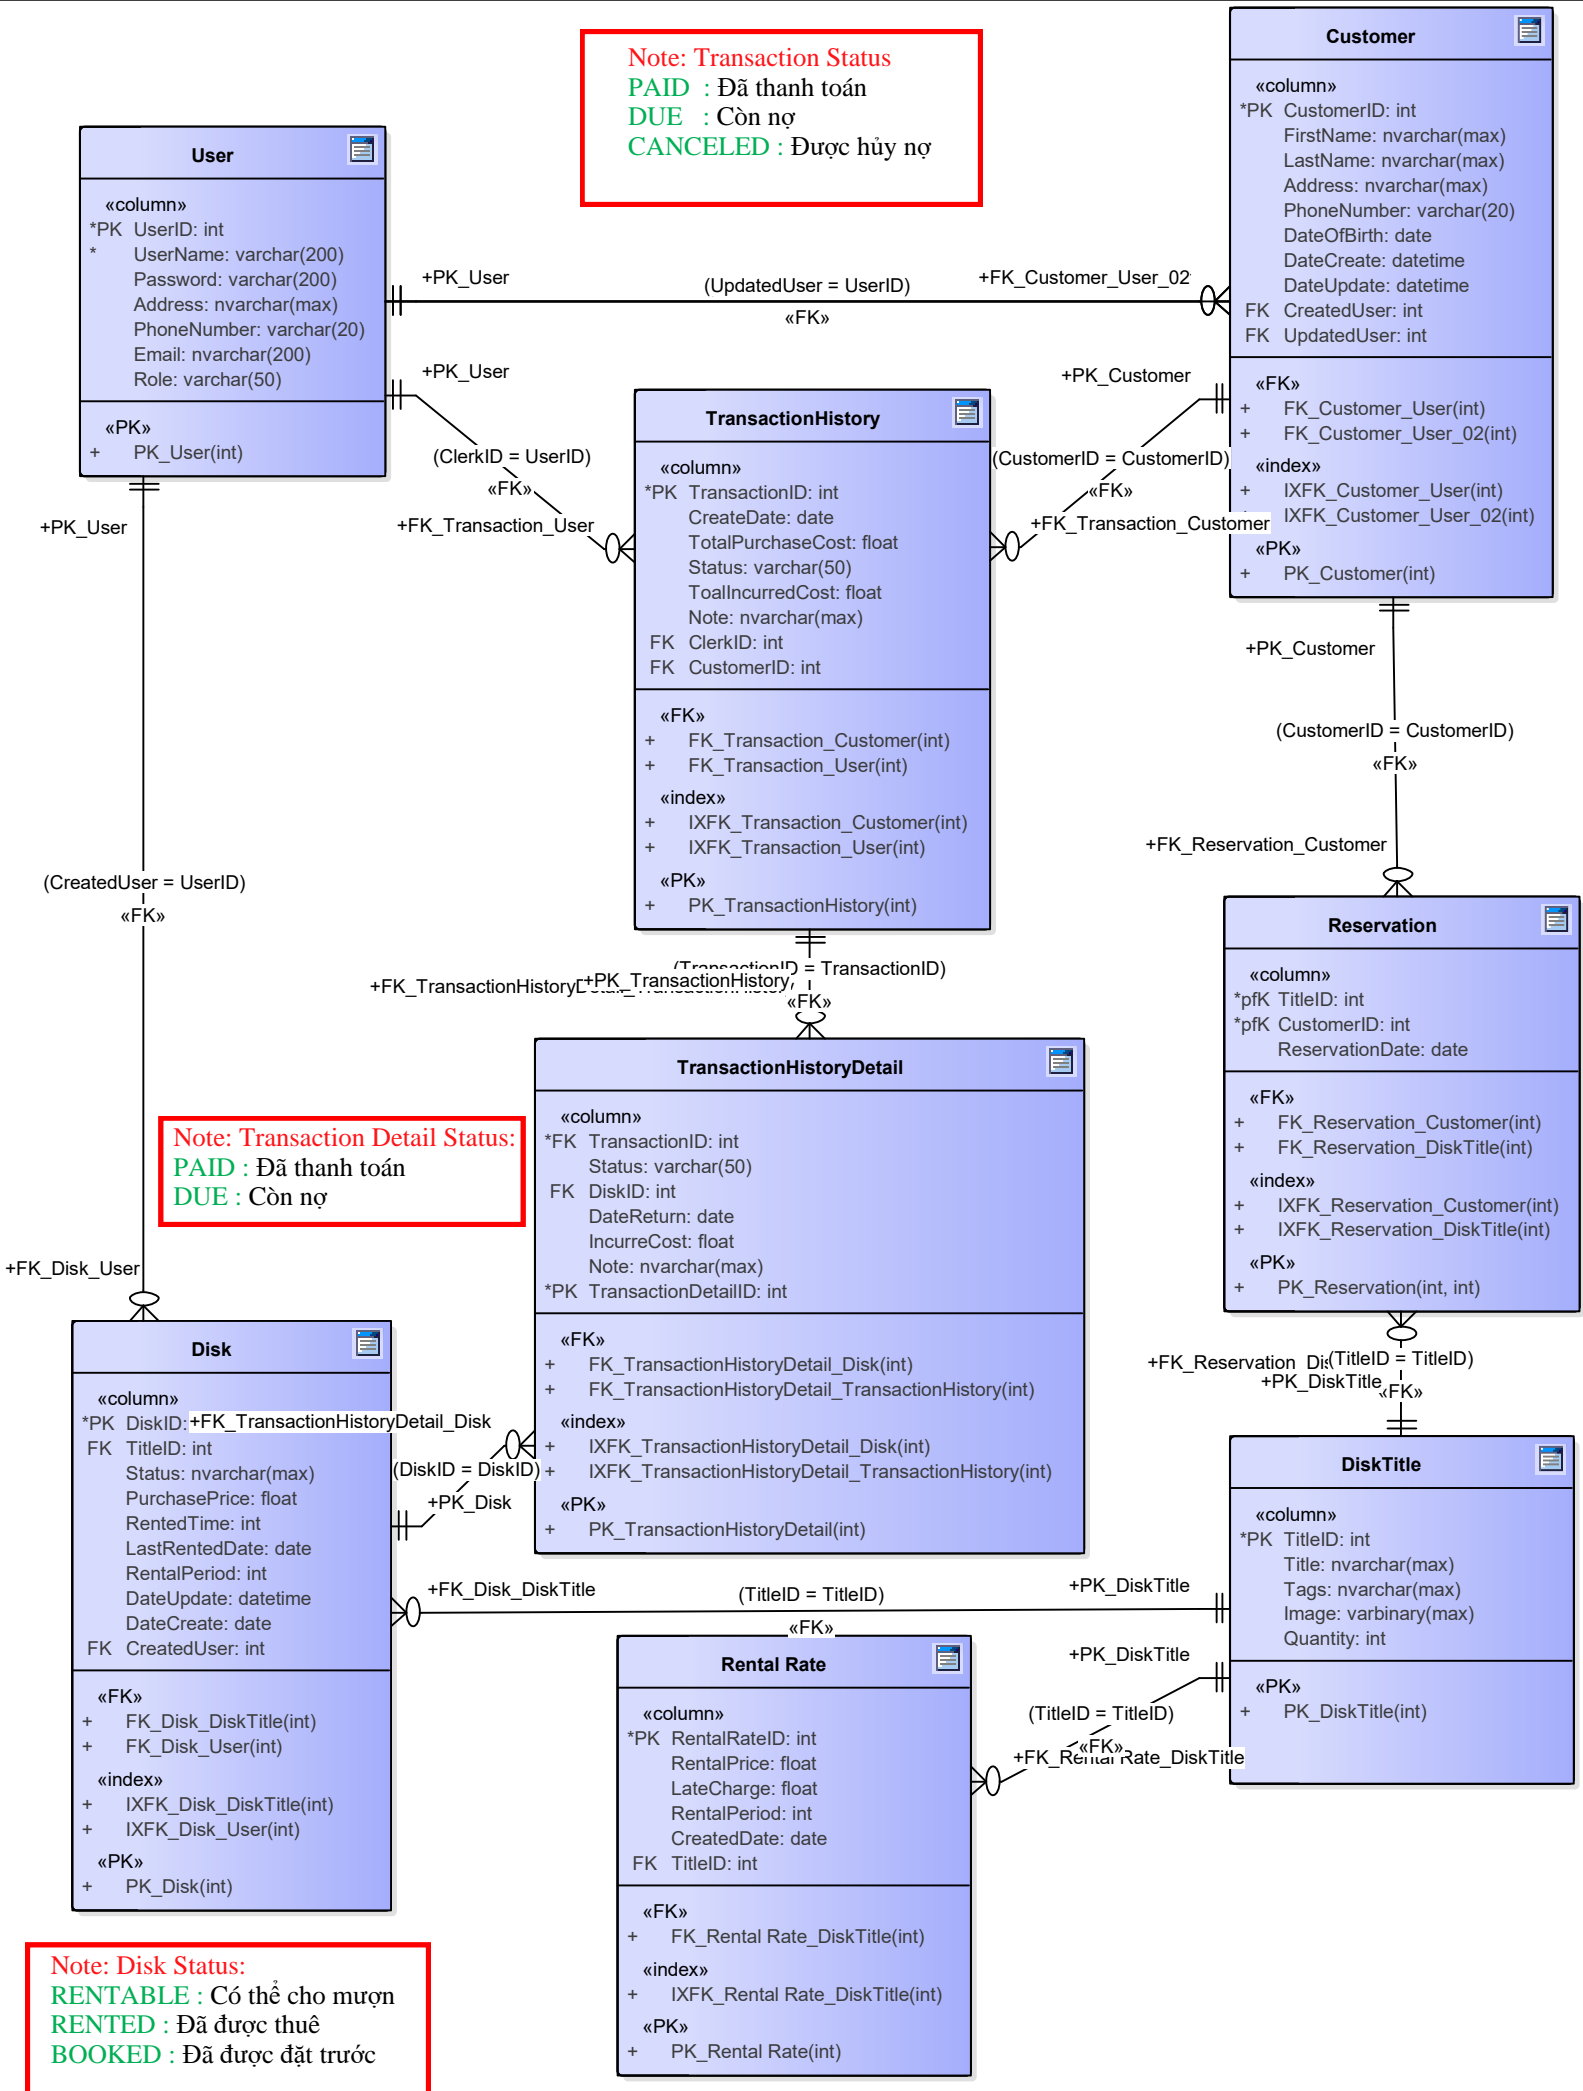 Note: Transaction Status
PAID : Đã thanh toán
DUE : Còn nợ
CANCELED : Được hủy nợ
User
«column»
*PK UserID: int
* UserName: varchar(200)
Password: varchar(200)
Address: nvarchar(max)
PhoneNumber: varchar(20)
Email: nvarchar(200)
Role: varchar(50)
«PK»
+ PK_User(int)
Customer
«column»
*PK CustomerID: int
FirstName: nvarchar(max)
LastName: nvarchar(max)
Address: nvarchar(max)
PhoneNumber: varchar(20)
DateOfBirth: date
DateCreate: datetime
DateUpdate: datetime
FK CreatedUser: int
FK UpdatedUser: int
«FK»
+ FK_Customer_User(int)
+ FK_Customer_User_02(int)
«index»
+ IXFK_Customer_User(int)
IXFK_Customer_User_02(int)
«PK»
+ PK_Customer(int)
+PK_User
(UpdatedUser = UserID)
«FK»
+FK_Customer_User_02
+PK_User
(ClerkID = UserID)
«FK»
+FK_Transaction_User
+PK_Customer
(CustomerID = CustomerID)
«FK»
+FK_Transaction_Customer
TransactionHistory
«column»
*PK TransactionID: int
CreateDate: date
TotalPurchaseCost: float
Status: varchar(50)
ToalIncurredCost: float
Note: nvarchar(max)
FK ClerkID: int
FK CustomerID: int
«FK»
+ FK_Transaction_Customer(int)
+ FK_Transaction_User(int)
«index»
+ IXFK_Transaction_Customer(int)
+ IXFK_Transaction_User(int)
«PK»
+ PK_TransactionHistory(int)
+PK_User
(CreatedUser = UserID)
«FK»
+FK_Disk_User
+PK_Customer
(CustomerID = CustomerID)
«FK»
+FK_Reservation_Customer
Reservation
«column»
*pfK TitleID: int
*pfK CustomerID: int
ReservationDate: date
«FK»
+ FK_Reservation_Customer(int)
+ FK_Reservation_DiskTitle(int)
«index»
+ IXFK_Reservation_Customer(int)
+ IXFK_Reservation_DiskTitle(int)
«PK»
+ PK_Reservation(int, int)
= TransactionID)
+PK_TransactionHistory
«FK»
TransactionHistoryDetail
«column»
*FK TransactionID: int
Status: varchar(50)
FK DiskID: int
DateReturn: date
IncurreCost: float
Note: nvarchar(max)
*PK TransactionDetailID: int
«FK»
+ FK_TransactionHistoryDetail_Disk(int)
+ FK_TransactionHistoryDetail_TransactionHistory(int)
«index»
+ IXFK_TransactionHistoryDetail_Disk(int)
+ IXFK_TransactionHistoryDetail_TransactionHistory(int)
«PK»
+ PK_TransactionHistoryDetail(int)
Note: Transaction Detail Status:
PAID : Đã thanh toán
DUE : Còn nợ
Disk
«column»
*PK DiskID:
FK TitleID: int
Status: nvarchar(max)
PurchasePrice: float
RentedTime: int
LastRentedDate: date
RentalPeriod: int
DateUpdate: datetime
DateCreate: date
FK CreatedUser: int
«FK»
+ FK_Disk_DiskTitle(int)
+ FK_Disk_User(int)
«index»
+ IXFK_Disk_DiskTitle(int)
+ IXFK_Disk_User(int)
«PK»
+ PK_Disk(int)
+FK_TransactionHistoryDetail_Disk
(DiskID = DiskID)
+PK_Disk
(TitleID = TitleID)
+PK_DiskTitle
«FK»
DiskTitle
«column»
*PK TitleID: int
Title: nvarchar(max)
Tags: nvarchar(max)
Image: varbinary(max)
Quantity: int
«PK»
+ PK_DiskTitle(int)
+FK_Disk_DiskTitle
(TitleID = TitleID)
«FK»
+PK_DiskTitle
+PK_DiskTitle
(TitleID = TitleID)
«FK»
+FK_Rental Rate_DiskTitle
Rental Rate
«column»
*PK RentalRateID: int
RentalPrice: float
LateCharge: float
RentalPeriod: int
CreatedDate: date
FK TitleID: int
«FK»
+ FK_Rental Rate_DiskTitle(int)
«index»
+ IXFK_Rental Rate_DiskTitle(int)
«PK»
+ PK_Rental Rate(int)
Note: Disk Status:
RENTABLE : Có thể cho mượn
RENTED : Đã được thuê
BOOKED : Đã được đặt trước